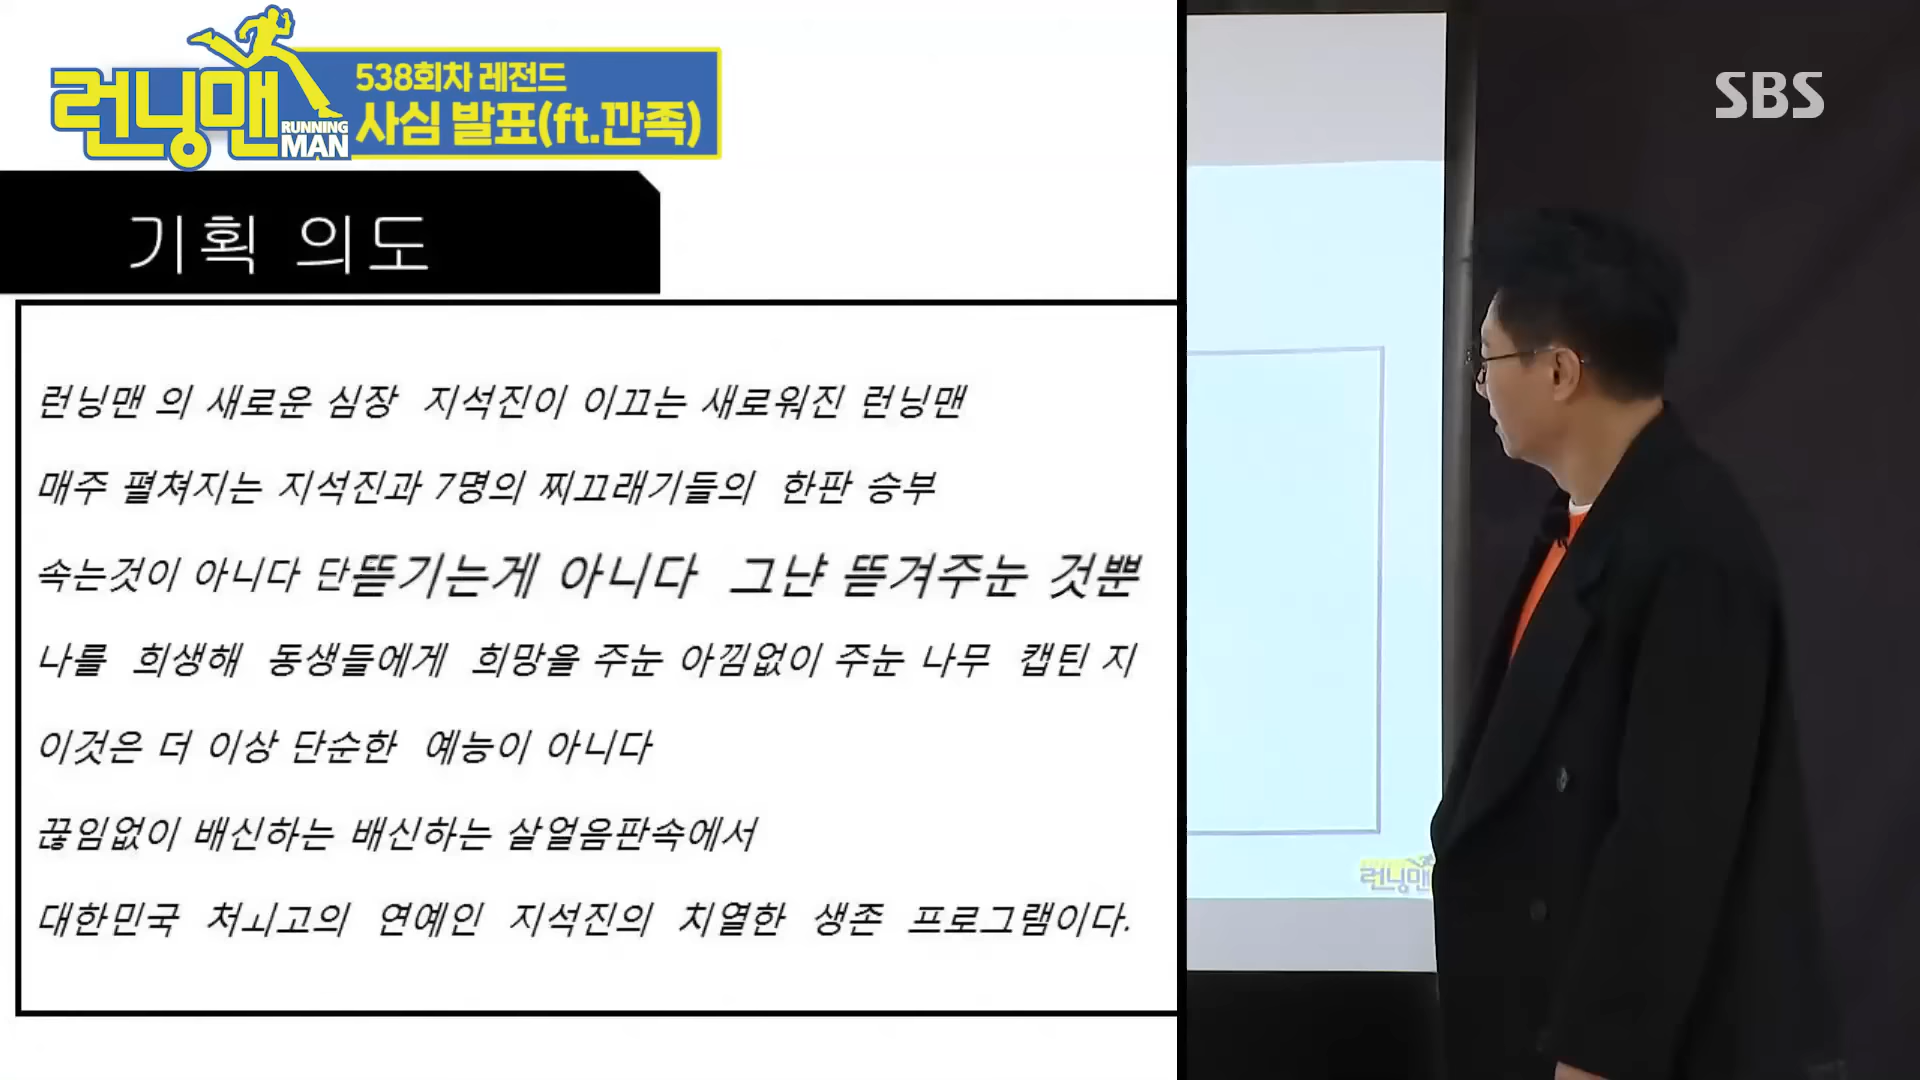 런닝맨
RUNNING
MAN
538회차 레전드
사심 발표(ft.깐족)
SBS
기획 의도
런닝맨 의 새로운 심장 지석진이 이끄는 새로워진 런닝맨
매주 펼쳐지는 지석진과 7명의 찌끄래기들의 한판 승부
속는것이 아니다 단뜯기는게 아니다 그냔 뜯겨주눈 것뿐
나를 희생해 동생들에게 희망을 주눈 아낌없이 주눈 나무 캡틴 지
이것은 더 이상 단순한 예능이 아니다
끊임없이 배신하는 배신하는 살얼음판속에서
대한민국 처ㅚ고의 연예인 지석진의 치열한 생존 프로그램이다.
런닝맨